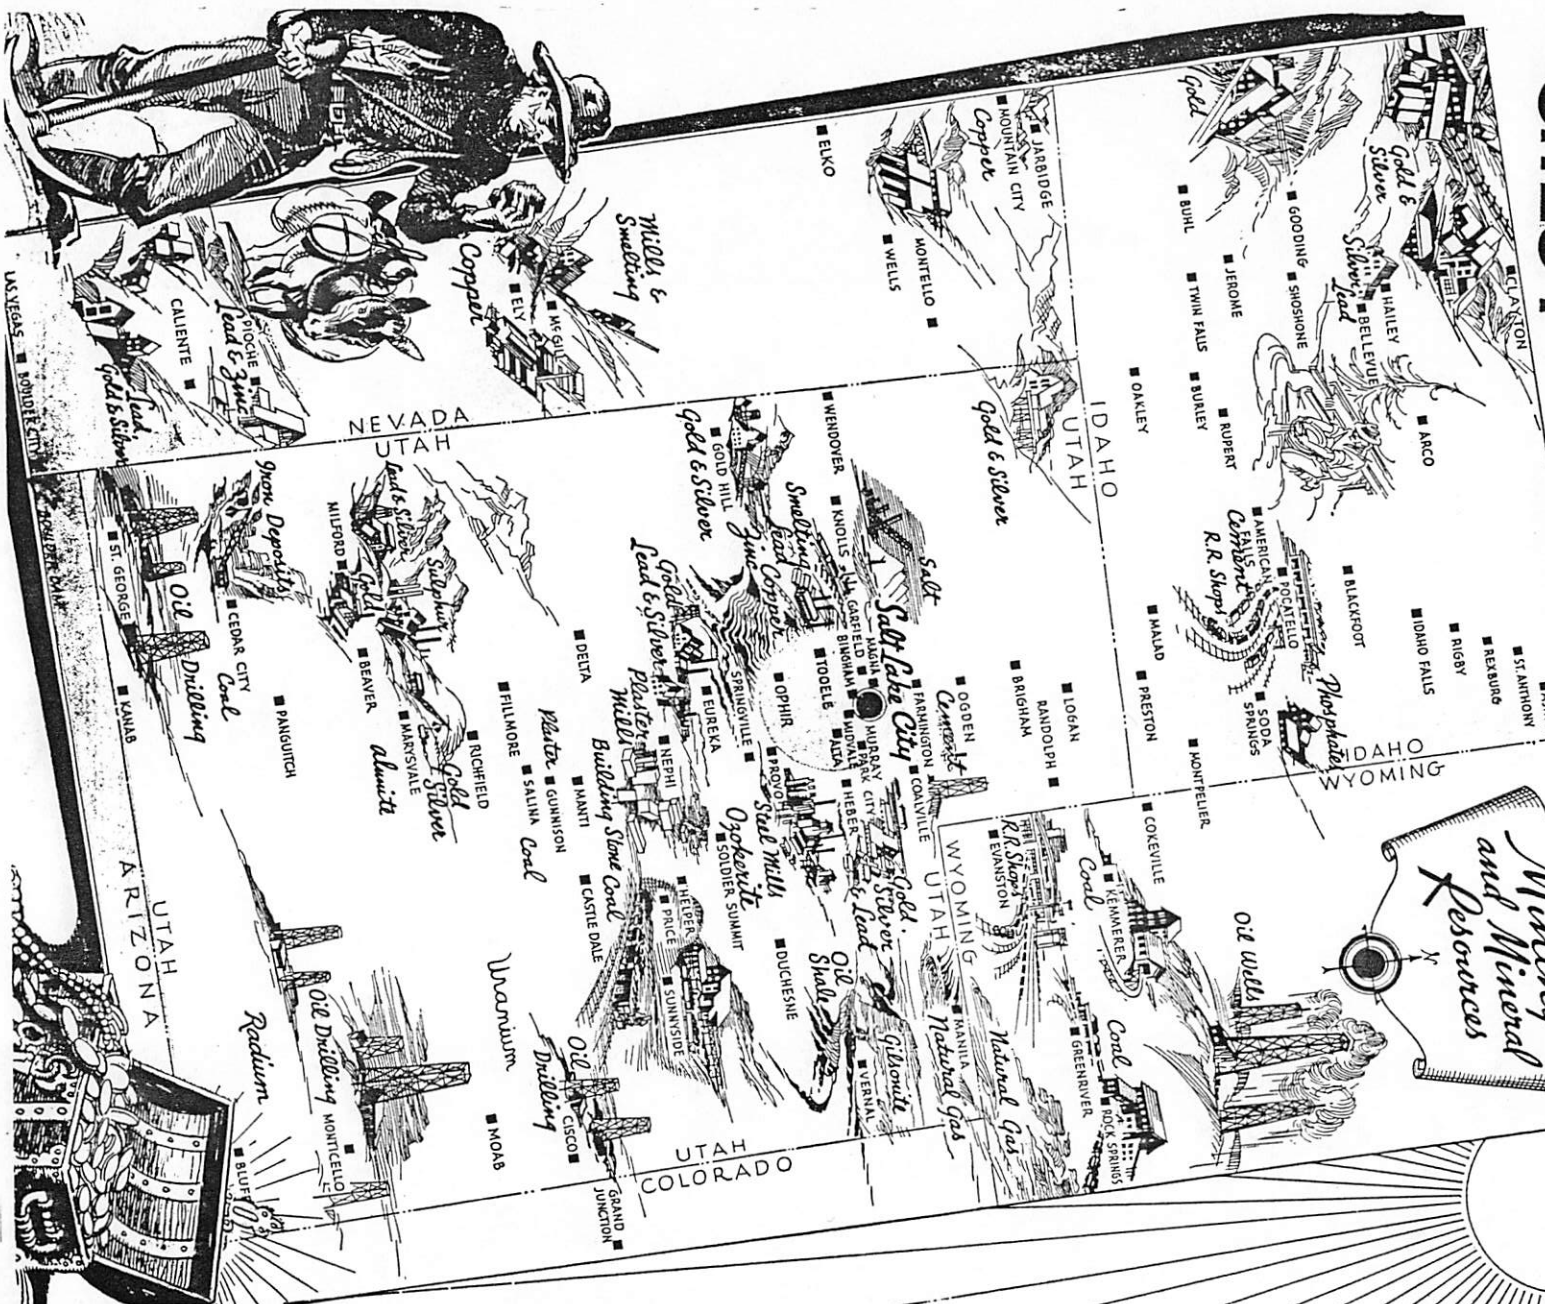 Mining
and Mineral
Resources
N
CLAYTON
Gold &
Silver
HAILEY
BELLEVUE
Silver,
Lead
ARCO
Gold
GOODING
SHOSHONE
JEROME
BUHL
TWIN FALLS
BURLEY
RUPERT
OAKLEY
ST. ANTHONY
REXBURG
RIGBY
IDAHO FALLS
BLACKFOOT
POCATELLO
AMERICAN
FALLS
Cement
R.R. Shops
Phosphates
SODA
SPRINGS
MALAD
PRESTON
MONTPELIER
IDAHO
WYOMING
IDAHO
UTAH
JARBIDGE
MOUNTAIN CITY
Copper
ELKO
MONTELLO
WELLS
Mills &
Smelting
McGILL
ELY
Copper
PIOCHE
Lead & Zinc
CALIENTE
Lead
Gold & Silver
LAS VEGAS
BOULDER CITY
BOULDER DAM
NEVADA
UTAH
Gold & Silver
LOGAN
RANDOLPH
BRIGHAM
OGDEN
Cement
Salt
Salt Lake City
FARMINGTON
COALVILLE
WENDOVER
KNOLLS
GARFIELD
MAGNA
BINGHAM
MURRAY
MIDVALE
PARK CITY
ALTA
HEBER
TOOELE
OPHIR
Smelting
Lead
Zinc Copper
GOLD HILL
Gold & Silver
Gold
Lead & Silver
EUREKA
SPRINGVILLE
PROVO
Steel Mills
Gold.
Silver
& Lead
Ozokerite
SOLDIER SUMMIT
DUCHESNE
Oil
Shale
Gilsonite
VERNAL
MANILA
Natural Gas
Natural Gas
WYOMING
UTAH
COKEVILLE
KEMMERER
Coal
EVANSTON
R.R. Shops
Oil Wells
Coal
GREENRIVER
ROCK SPRINGS
NEPHI
Plaster
Mill
Building Stone
Coal
HELPER
PRICE
SUNNYSIDE
CASTLE DALE
DELTA
MANTI
GUNNISON
Plaster
SALINA
Coal
FILLMORE
RICHFIELD
Sulphur
Lead & Silver
MILFORD
Gold
BEAVER
MARYSVALE
Gold
Silver
Alunite
Iron Deposits
CEDAR CITY
Coal
PANGUITCH
Oil
Drilling
ST. GEORGE
KANAB
Uranium
Oil
Drilling
CISCO
MOAB
GRAND
JUNCTION
UTAH
COLORADO
Oil Drilling
MONTICELLO
Radium
BLUFF
UTAH
ARIZONA